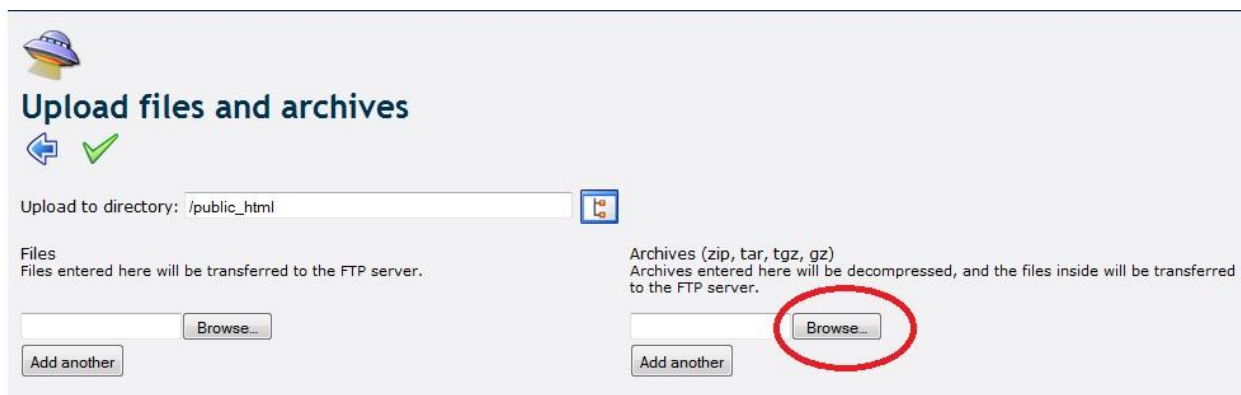 Upload files and archives
Upload to directory: /public_html
Files
Files entered here will be transferred to the FTP server.
Browse...
Add another
Archives (zip, tar, tgz, gz)
Archives entered here will be decompressed, and the files inside will be transferred
to the FTP server.
Browse...
Add another